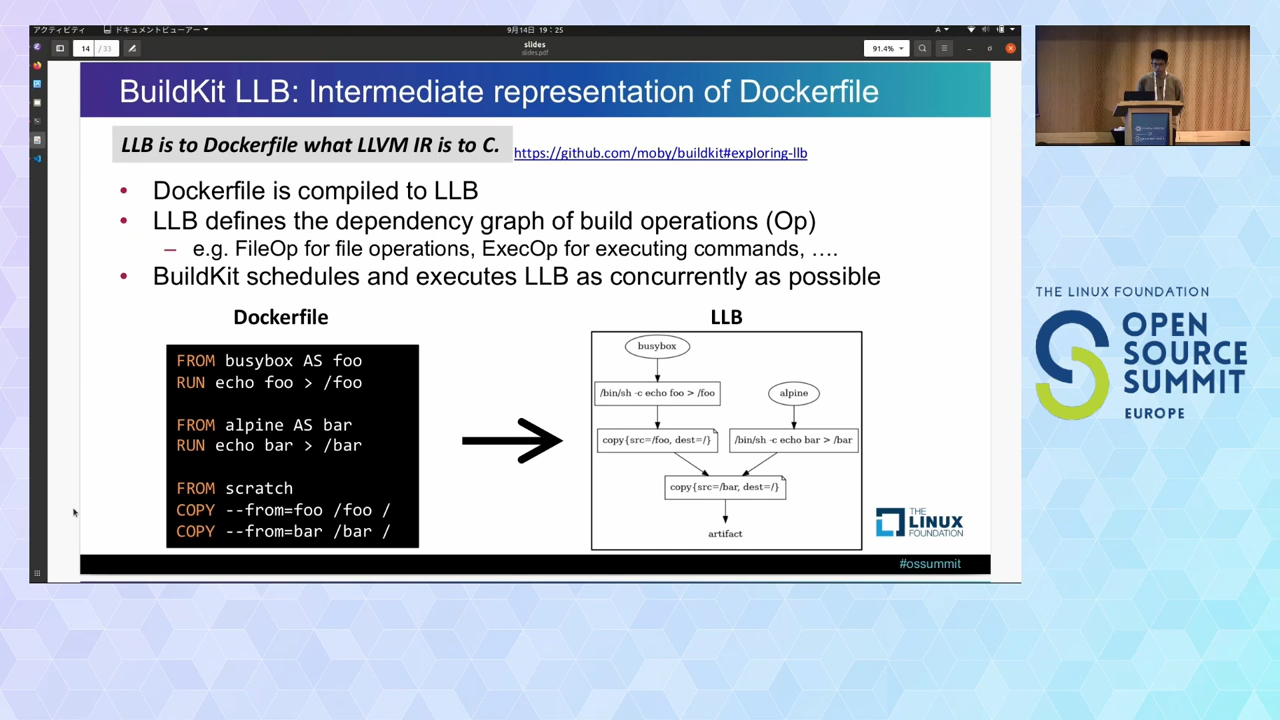 アクティビティ
ドキュメントビューアー
9月14日 19：25
A
14 / 33
slides
slides.pdf
91.4%
BuildKit LLB: Intermediate representation of Dockerfile
LLB is to Dockerfile what LLVM IR is to C.
https://github.com/moby/buildkit#exploring-llb
• Dockerfile is compiled to LLB
• LLB defines the dependency graph of build operations (Op)
– e.g. FileOp for file operations, ExecOp for executing commands, ….
• BuildKit schedules and executes LLB as concurrently as possible
Dockerfile
FROM busybox AS foo
RUN echo foo > /foo
FROM alpine AS bar
RUN echo bar > /bar
FROM scratch
COPY --from=foo /foo /
COPY --from=bar /bar /
LLB
busybox
/bin/sh -c echo foo > /foo
alpine
copy{src=/foo, dest=/}
/bin/sh -c echo bar > /bar
copy{src=/bar, dest=/}
artifact
THE
LINUX
FOUNDATION
#ossummit
THE LINUX FOUNDATION
OPEN
SOURCE
SUMMIT
EUROPE